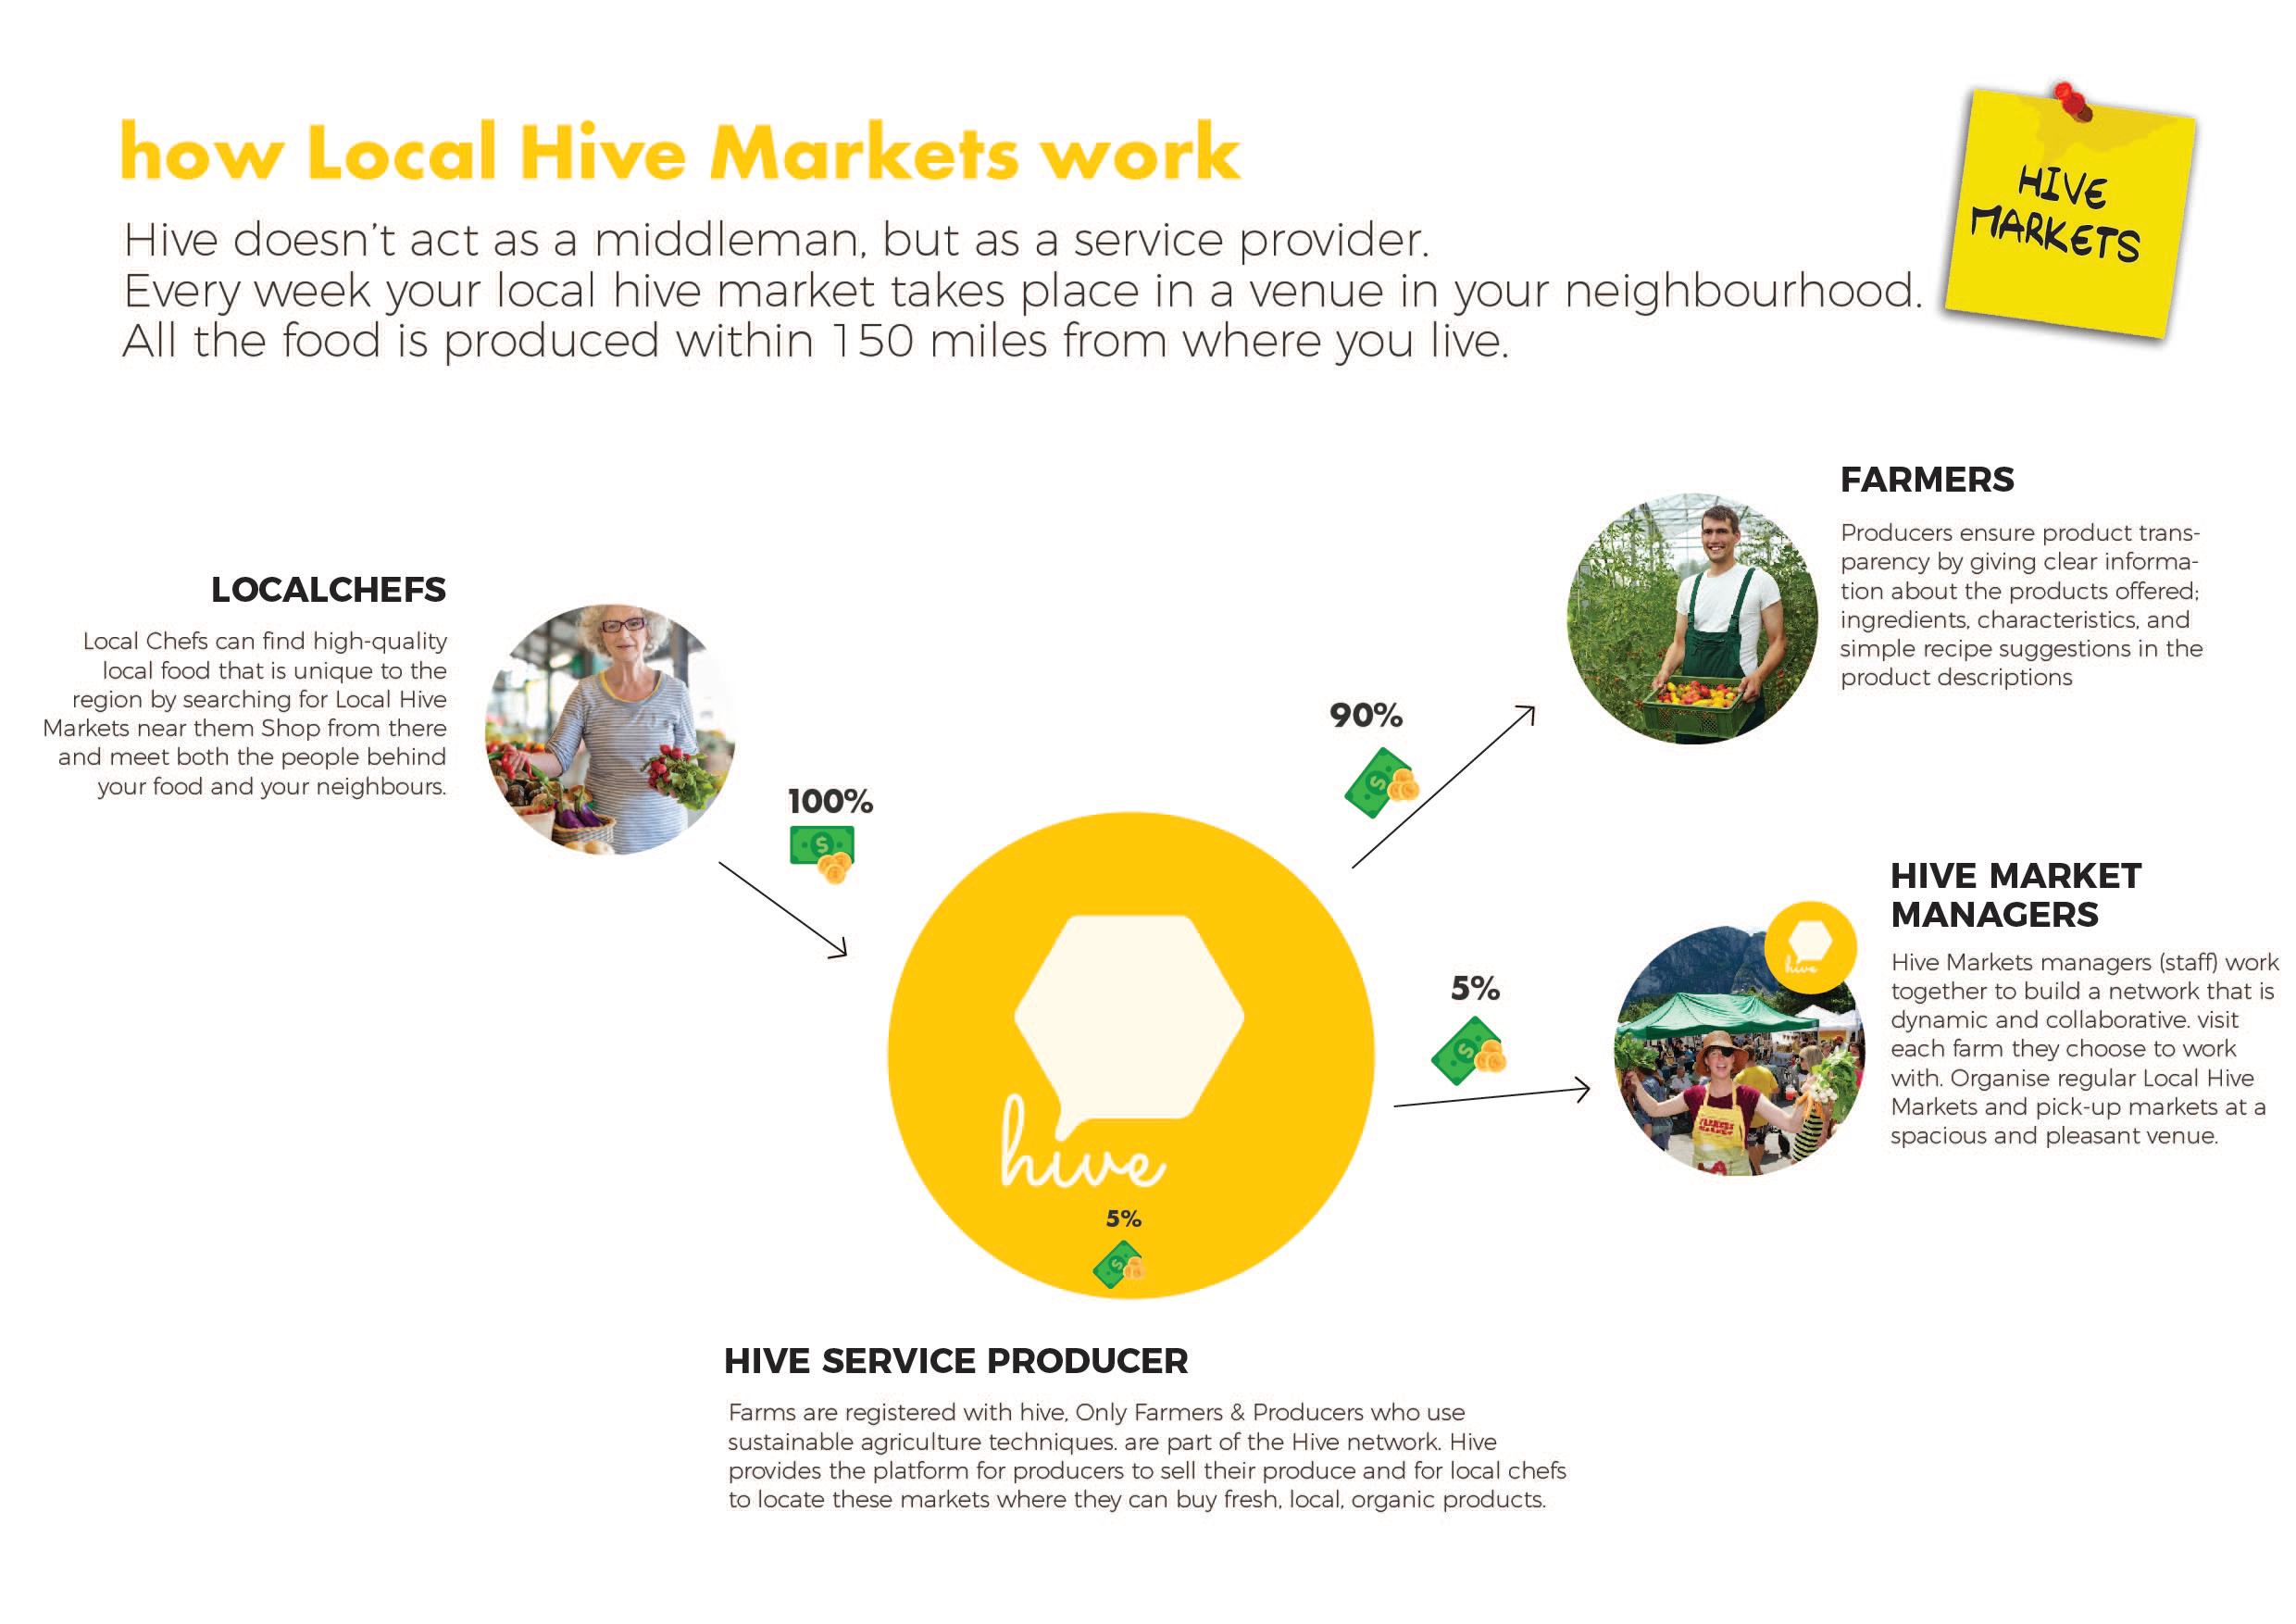 how Local Hive Markets work
Hive doesn't act as a middleman, but as a service provider.
Every week your local hive market takes place in a venue in your neighbourhood.
All the food is produced within 150 miles from where you live.
HIVE
MARKETS
LOCALCHEFS
Local Chefs can find high-quality
local food that is unique to the
region by searching for Local Hive
Markets near them Shop from there
and meet both the people behind
your food and your neighbours.
100%
90%
FARMERS
Producers ensure product trans-
parency by giving clear informa-
tion about the products offered;
ingredients, characteristics, and
simple recipe suggestions in the
product descriptions
5%
HIVE MARKET
MANAGERS
hive
Hive Markets managers (staff) work
together to build a network that is
dynamic and collaborative. visit
each farm they choose to work
with. Organise regular Local Hive
Markets and pick-up markets at a
spacious and pleasant venue.
hive
5%
HIVE SERVICE PRODUCER
Farms are registered with hive, Only Farmers & Producers who use
sustainable agriculture techniques. are part of the Hive network. Hive
provides the platform for producers to sell their produce and for local chefs
to locate these markets where they can buy fresh, local, organic products.